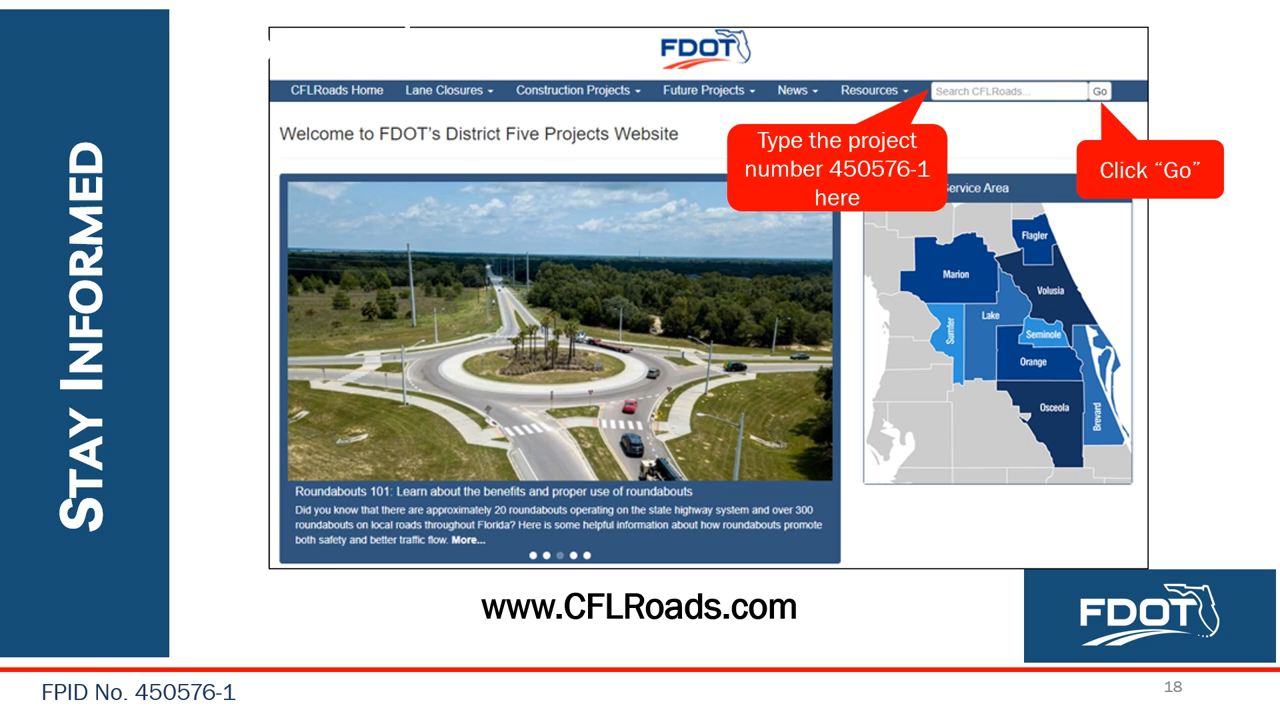 STAY INFORMED
FDOT
CFLRoads Home Lane Closures Construction Projects Future Projects News Resources Search CFLRoads... Go
Welcome to FDOT's District Five Projects Website
Type the project
number 450576-1
here
Click “Go”
Service Area
Flagler
Marion
Volusia
Lake
Sumter
Seminole
Orange
Osceola
Brevard
Roundabouts 101: Learn about the benefits and proper use of roundabouts
Did you know that there are approximately 20 roundabouts operating on the state highway system and over 300
roundabouts on local roads throughout Florida? Here is some helpful information about how roundabouts promote
both safety and better traffic flow. More...
www.CFLRoads.com
FDOT
FPID No. 450576-1
18